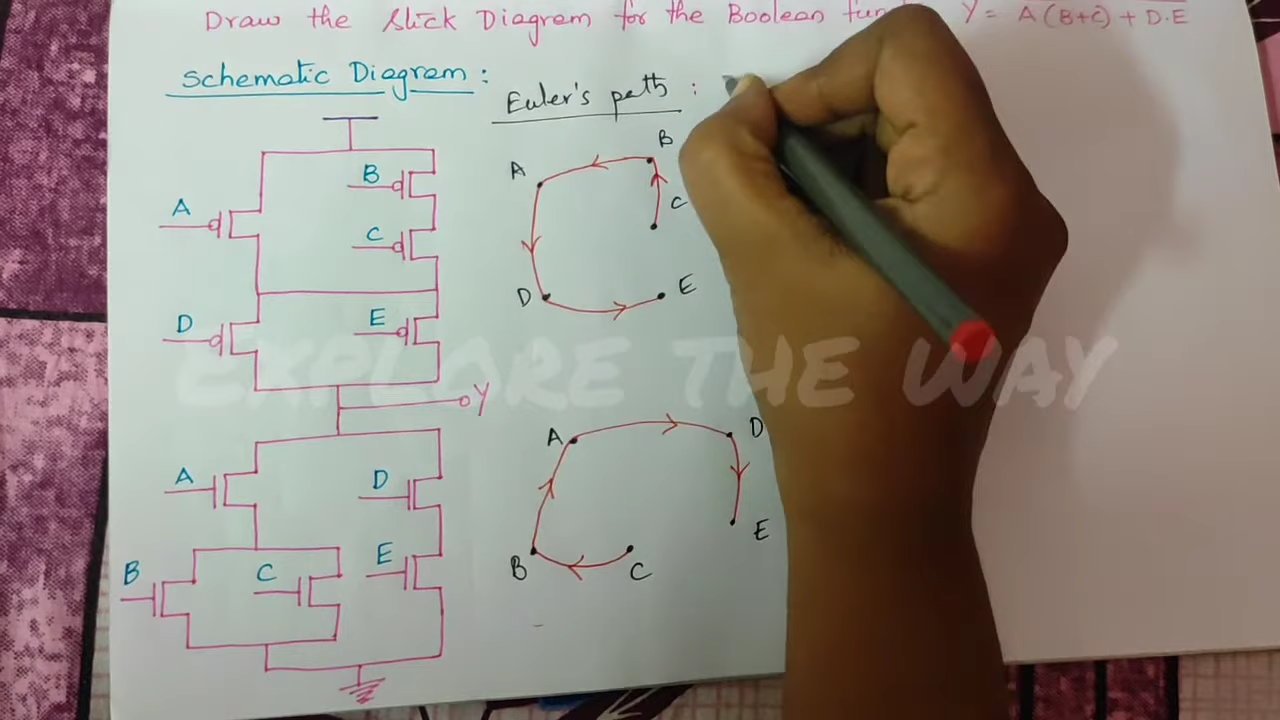 Draw the Stick Diagram for the Boolean Y = A(B+C) + D.E
Schematic Diagram :
Euler's path :
B
A
C
D
E
Y
A
D
B
C
E
B
A
C
D
E
A
D
E
B
C
EXPLORE THE WAY